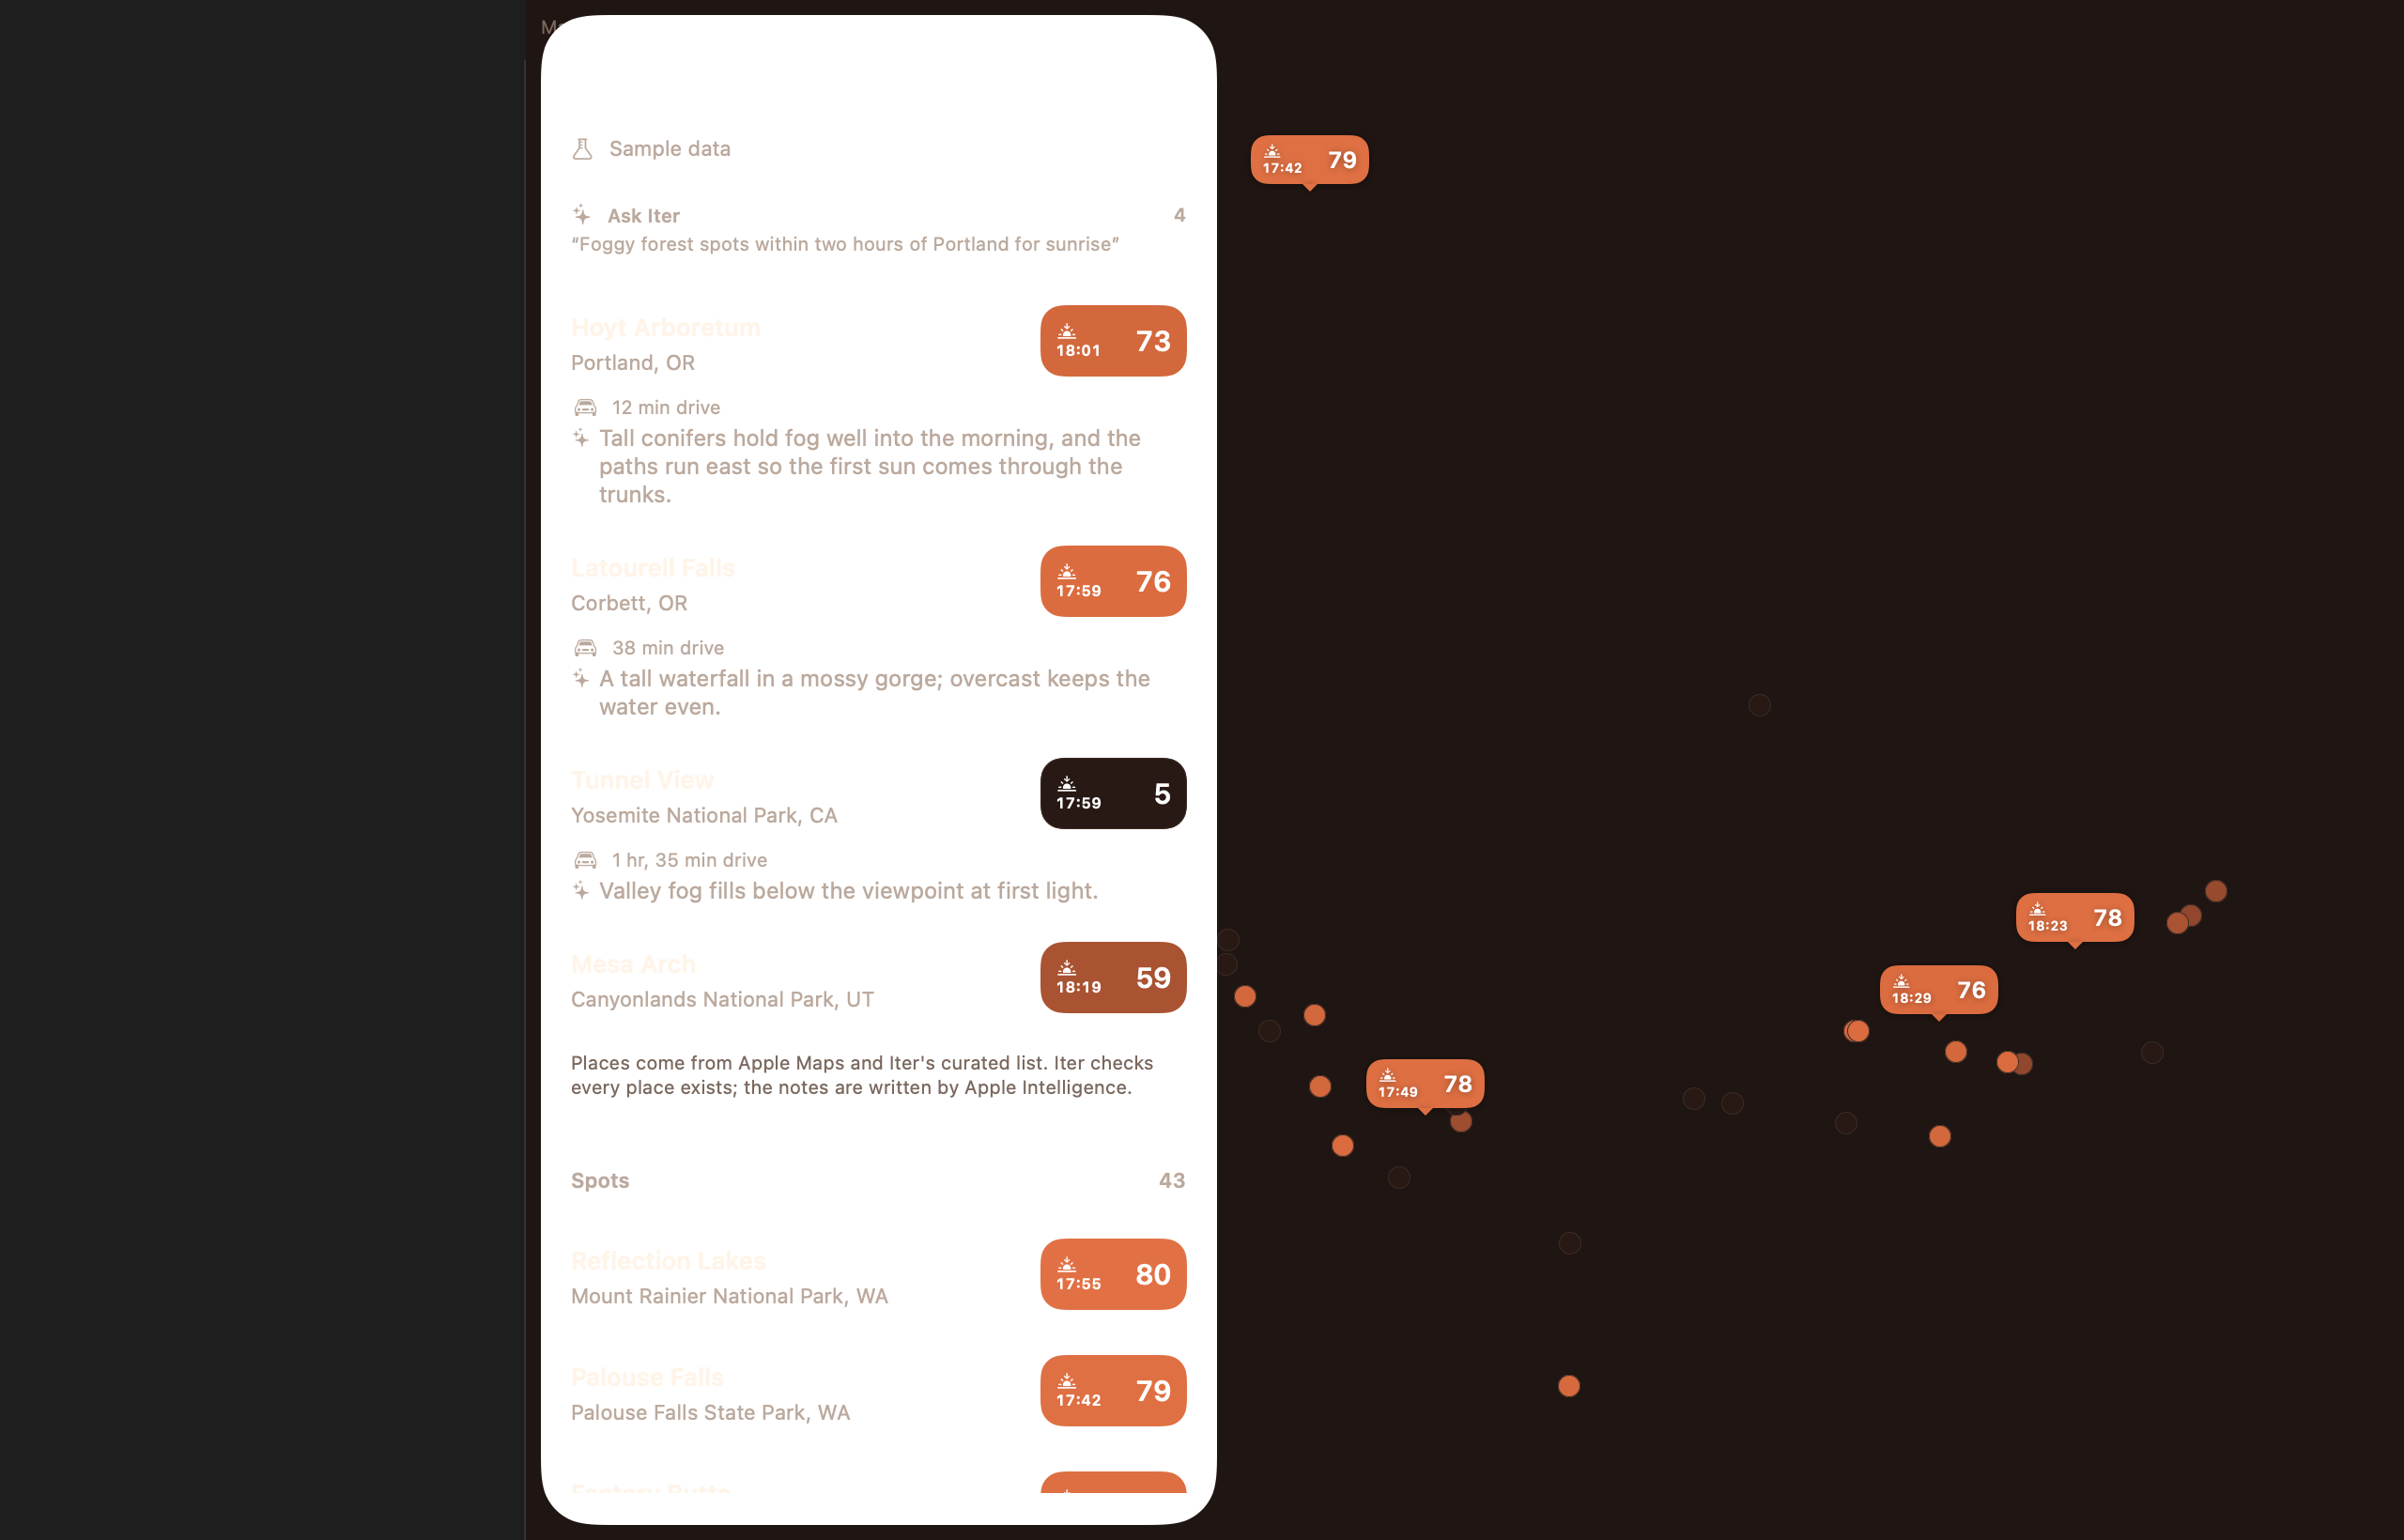 Sample data
Ask Iter 4
“Foggy forest spots within two hours of Portland for sunrise”
Hoyt Arboretum
Portland, OR
18:01 73
12 min drive
Tall conifers hold fog well into the morning, and the
paths run east so the first sun comes through the
trunks.
Latourell Falls
Corbett, OR
17:59 76
38 min drive
A tall waterfall in a mossy gorge; overcast keeps the
water even.
Tunnel View
Yosemite National Park, CA
17:59 5
1 hr, 35 min drive
Valley fog fills below the viewpoint at first light.
Mesa Arch
Canyonlands National Park, UT
18:19 59
Places come from Apple Maps and Iter's curated list. Iter checks
every place exists; the notes are written by Apple Intelligence.
Spots 43
Reflection Lakes
Mount Rainier National Park, WA
17:55 80
Palouse Falls
Palouse Falls State Park, WA
17:42 79
17:42 79
18:23 78
18:29 76
17:49 78